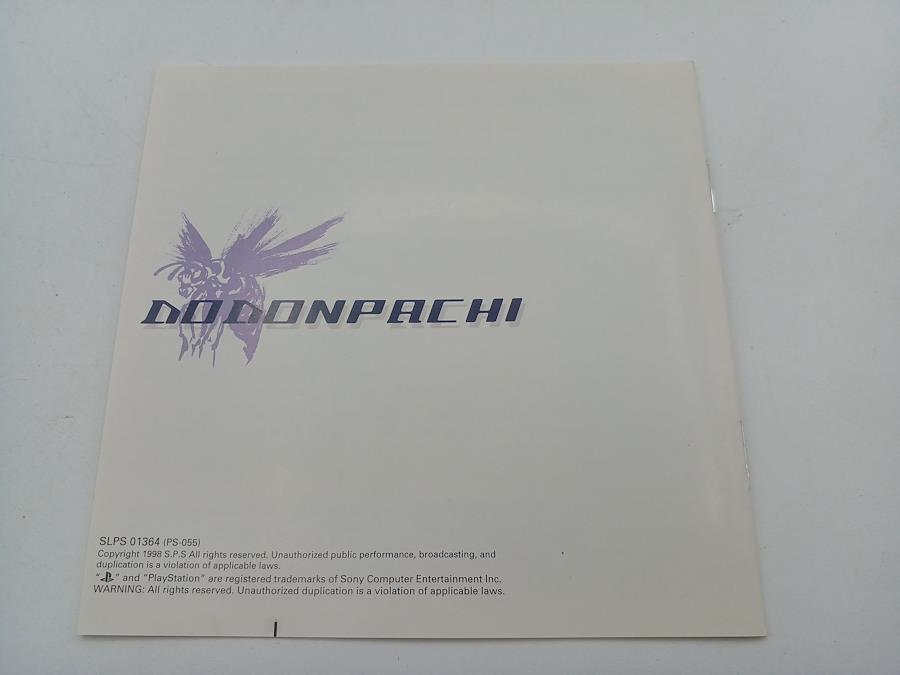 DODONPACHI
SLPS 01364 (PS-055)
Copyright 1998 S.P.S All rights reserved. Unauthorized public performance, broadcasting, and
duplication is a violation of applicable laws.
“ ” and “PlayStation” are registered trademarks of Sony Computer Entertainment Inc.
WARNING: All rights reserved. Unauthorized duplication is a violation of applicable laws.